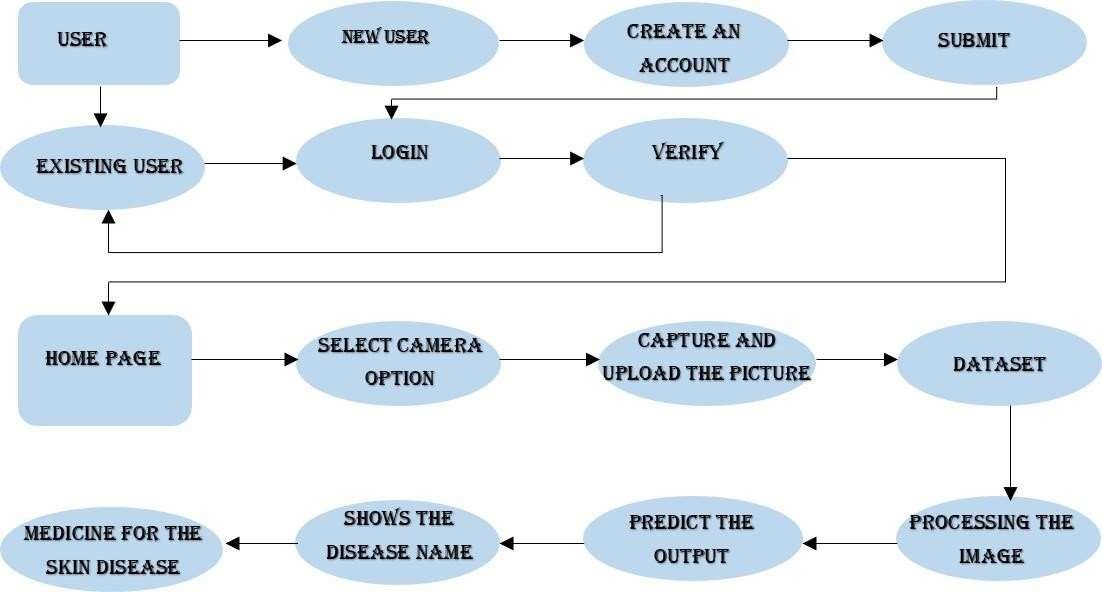 USER
NEW USER
CREATE AN
ACCOUNT
SUBMIT
EXISTING USER
LOGIN
VERIFY
HOME PAGE
SELECT CAMERA
OPTION
CAPTURE AND
UPLOAD THE PICTURE
DATASET
MEDICINE FOR THE
SKIN DISEASE
SHOWS THE
DISEASE NAME
PREDICT THE
OUTPUT
PROCESSING THE
IMAGE